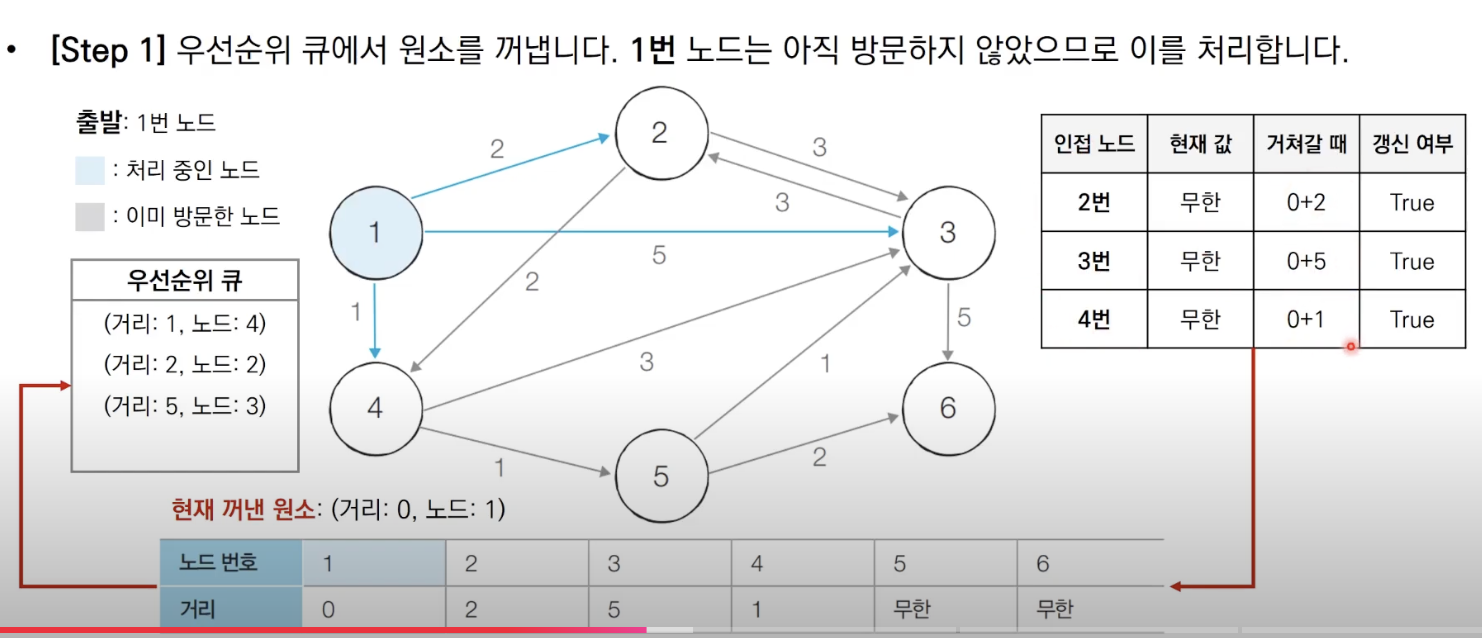 • [Step 1] 우선순위 큐에서 원소를 꺼냅니다. 1번 노드는 아직 방문하지 않았으므로 이를 처리합니다.
출발: 1번 노드
: 처리 중인 노드
: 이미 방문한 노드
우선순위 큐
(거리: 1, 노드: 4)
(거리: 2, 노드: 2)
(거리: 5, 노드: 3)
2
2
3
3
1
5
3
2
1
5
3
1
4
6
1
5
2
인접 노드 현재 값 거쳐갈 때 갱신 여부
2번 무한 0+2 True
3번 무한 0+5 True
4번 무한 0+1 True
현재 꺼낸 원소: (거리: 0, 노드: 1)
노드 번호 1 2 3 4 5 6
거리 0 2 5 1 무한 무한